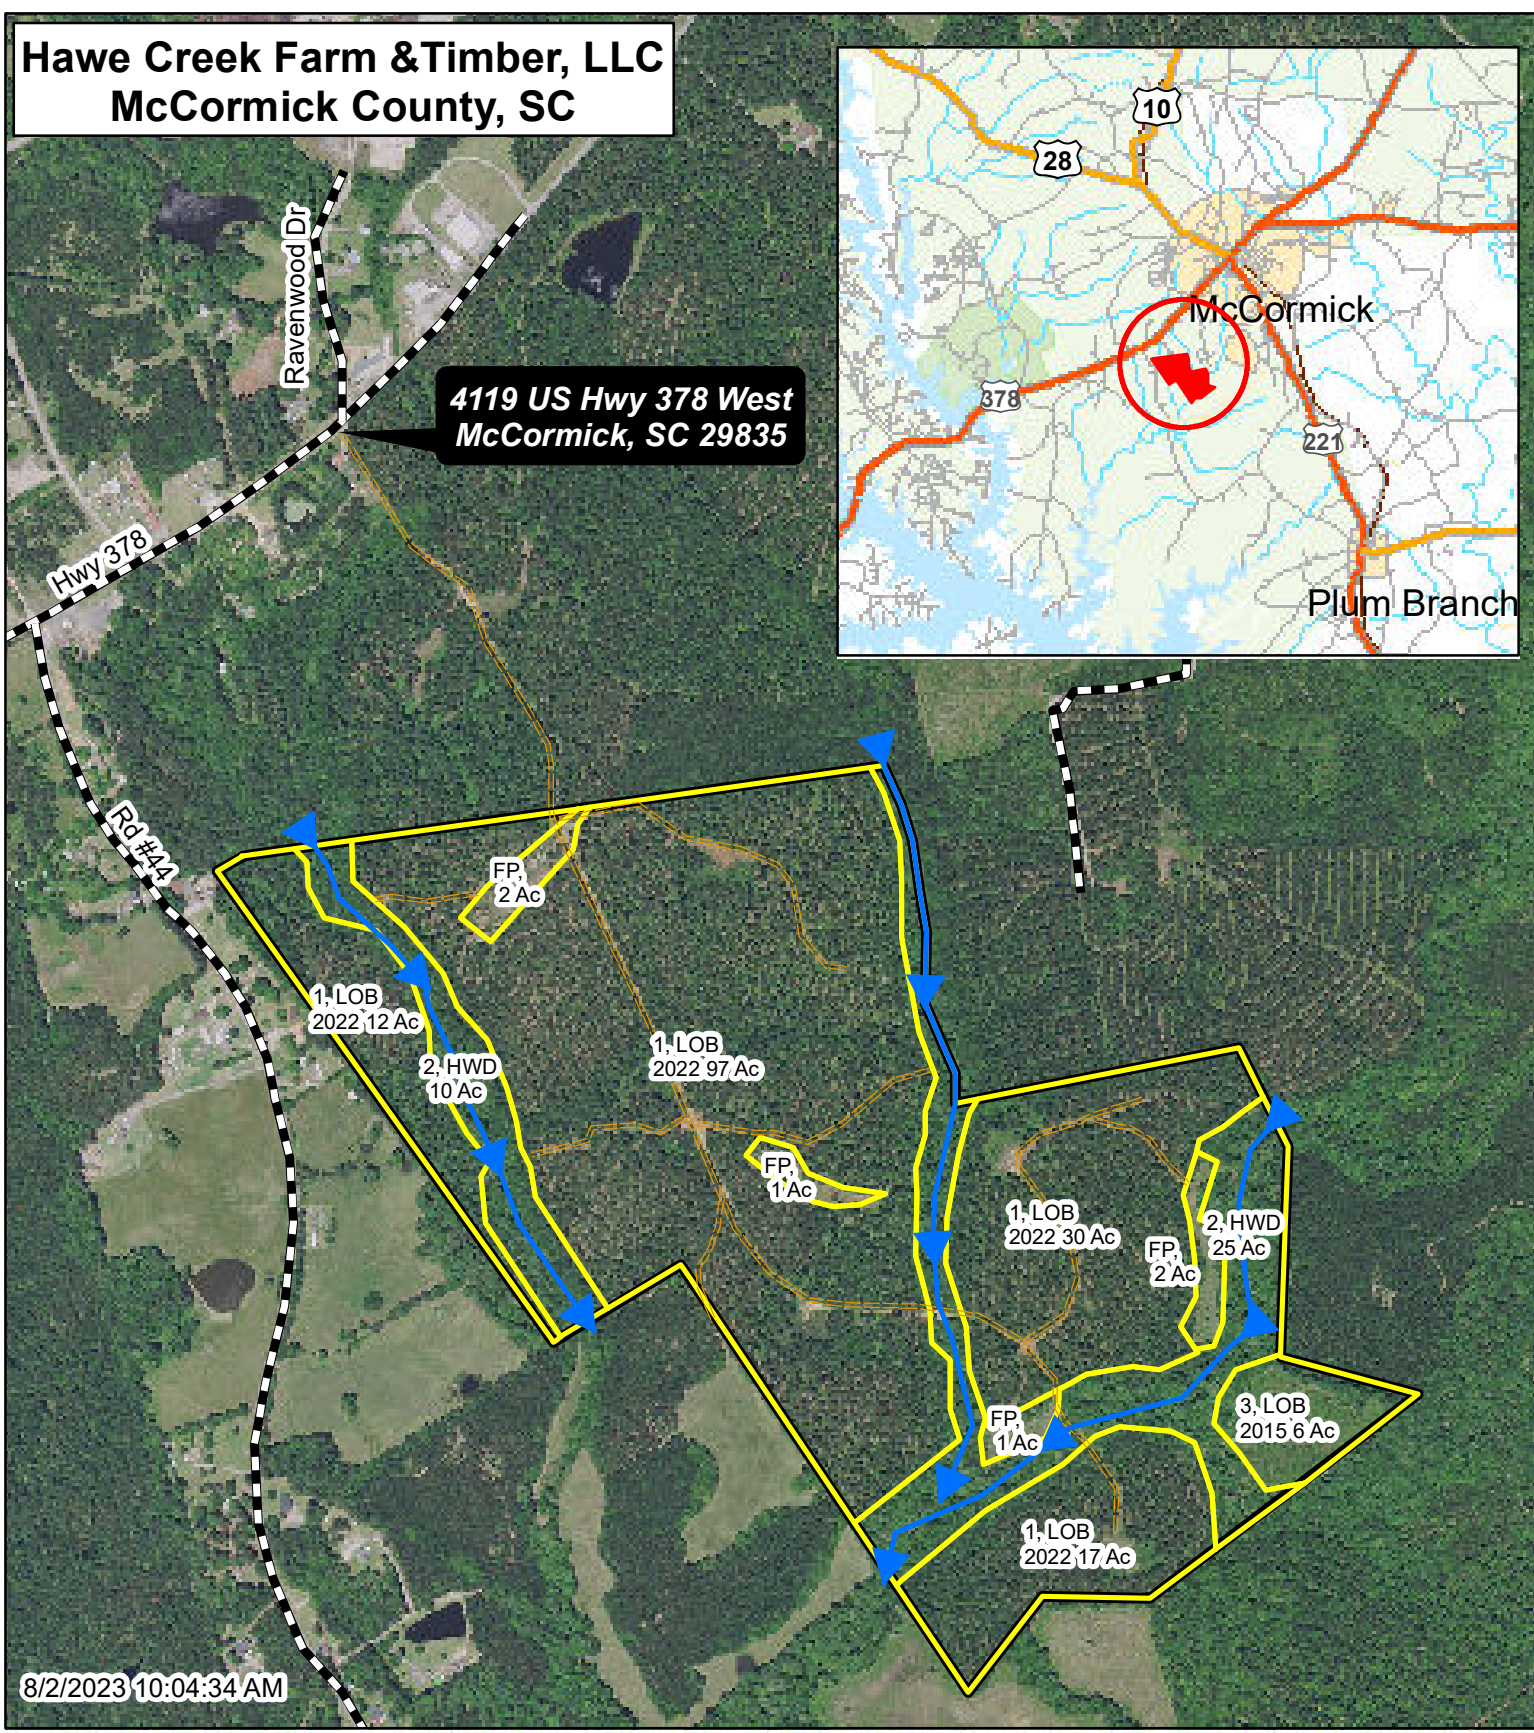 Hawe Creek Farm &Timber, LLC
McCormick County, SC
10
28
McCormick
378
221
Plum Branch
Ravenwood Dr
4119 US Hwy 378 West
McCormick, SC 29835
Hwy 378
Rd #44
FP,
2 Ac
1, LOB
2022 12 Ac
2, HWD
10 Ac
1, LOB
2022 97 Ac
FP,
1 Ac
1, LOB
2022 30 Ac
2, HWD
25 Ac
FP,
2 Ac
3, LOB
2015 6 Ac
FP,
1 Ac
1, LOB
2022 17 Ac
8/2/2023 10:04:34 AM